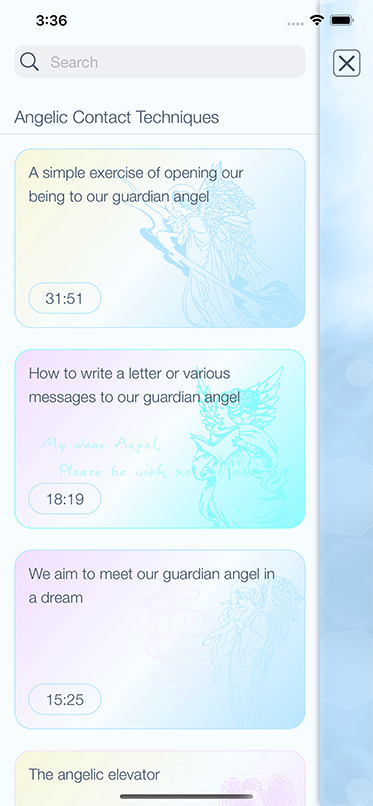 3:36
Search
Angelic Contact Techniques
A simple exercise of opening our
being to our guardian angel
31:51
How to write a letter or various
messages to our guardian angel
My dear Angel,
Please be with me
18:19
We aim to meet our guardian angel in
a dream
15:25
The angelic elevator